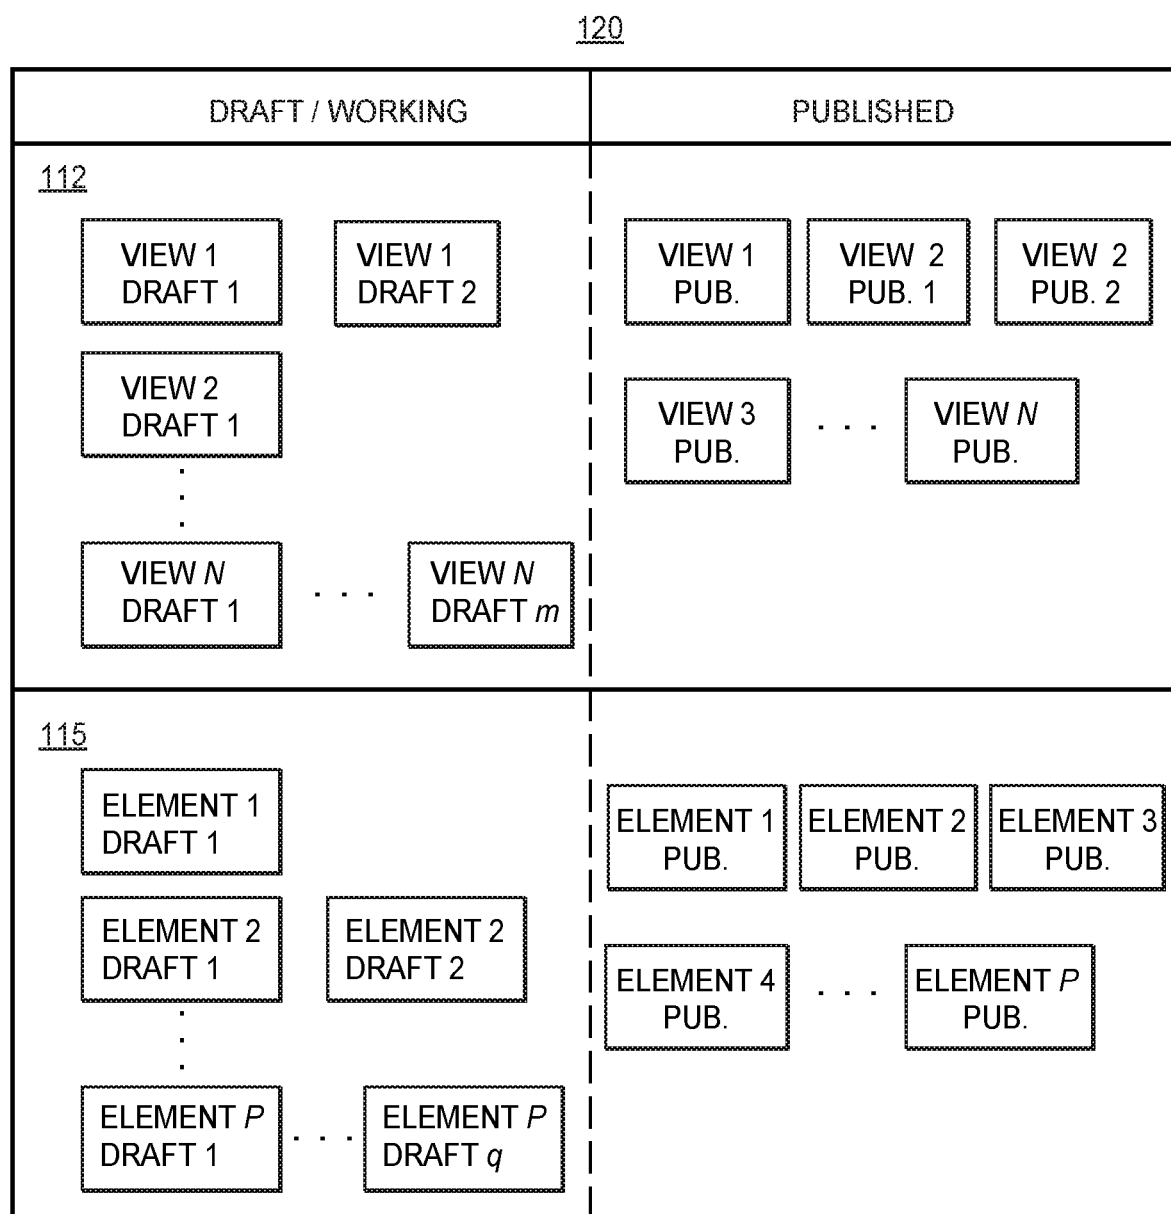 120
DRAFT / WORKING
PUBLISHED
112
VIEW 1
DRAFT 1
VIEW 1
DRAFT 2
VIEW 2
DRAFT 1
.
.
.
VIEW N
DRAFT 1
. . .
VIEW N
DRAFT m
VIEW 1
PUB.
VIEW 2
PUB. 1
VIEW 2
PUB. 2
VIEW 3
PUB.
. . .
VIEW N
PUB.
115
ELEMENT 1
DRAFT 1
ELEMENT 2
DRAFT 1
ELEMENT 2
DRAFT 2
.
.
.
ELEMENT P
DRAFT 1
. . .
ELEMENT P
DRAFT q
ELEMENT 1
PUB.
ELEMENT 2
PUB.
ELEMENT 3
PUB.
ELEMENT 4
PUB.
. . .
ELEMENT P
PUB.